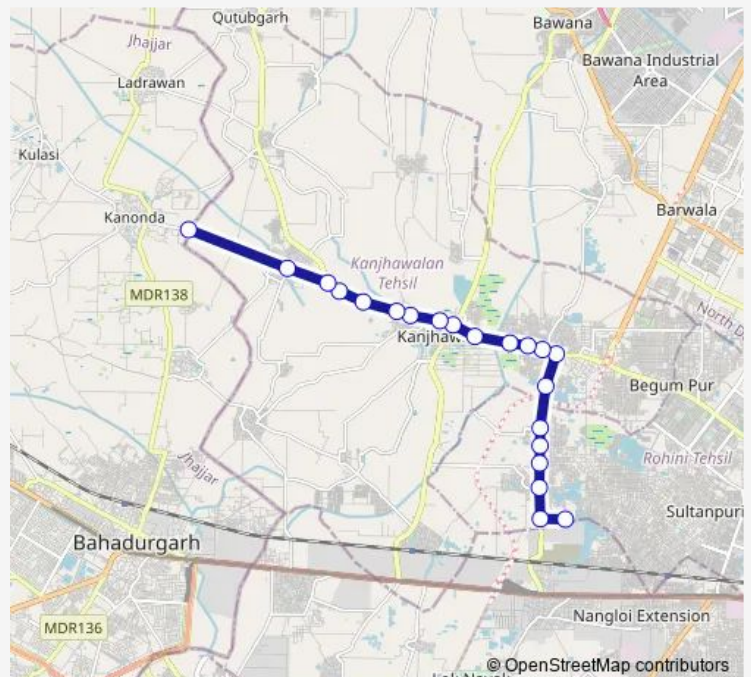 Qutubgarh
Bawana
Jhajjar
Bawana Industrial
Area
Ladrawan
Kulasi
Kanonda
Barwala
Kanjhawalan
Tehsil
MDR138
North D
Kanjhaw
Begum Pur
Jhajjar
Rohini Tehsil
Sultanpuri
Bahadurgarh
Nangloi Extension
MDR136
© OpenStreetMap contributors